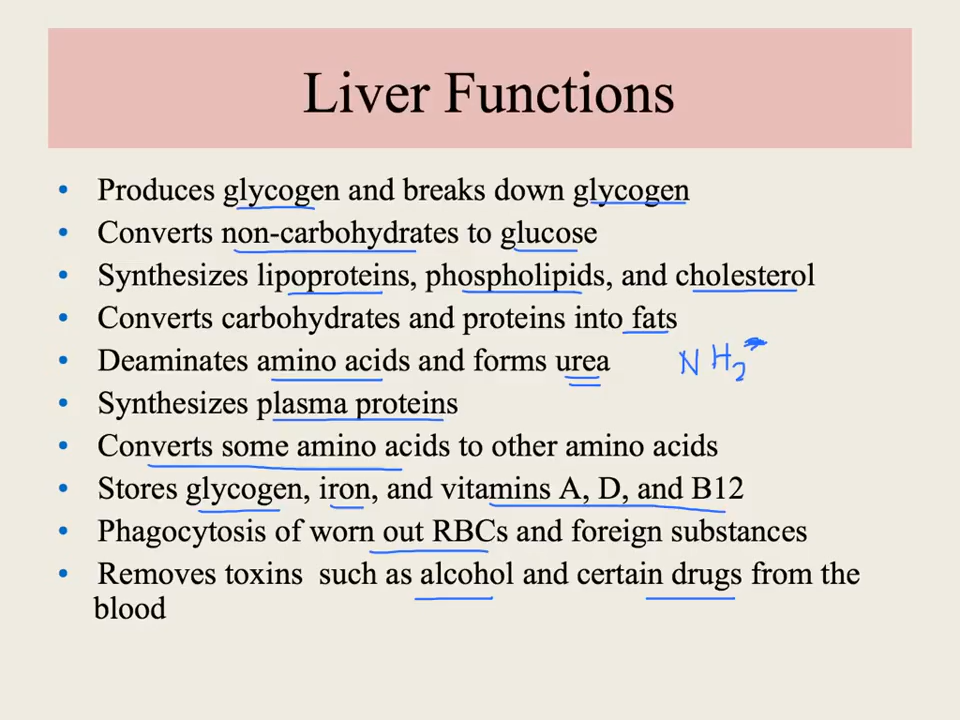 Liver Functions
• Produces glycogen and breaks down glycogen
• Converts non-carbohydrates to glucose
• Synthesizes lipoproteins, phospholipids, and cholesterol
• Converts carbohydrates and proteins into fats
• Deaminates amino acids and forms urea NH₂
• Synthesizes plasma proteins
• Converts some amino acids to other amino acids
• Stores glycogen, iron, and vitamins A, D, and B12
• Phagocytosis of worn out RBCs and foreign substances
• Removes toxins such as alcohol and certain drugs from the
blood